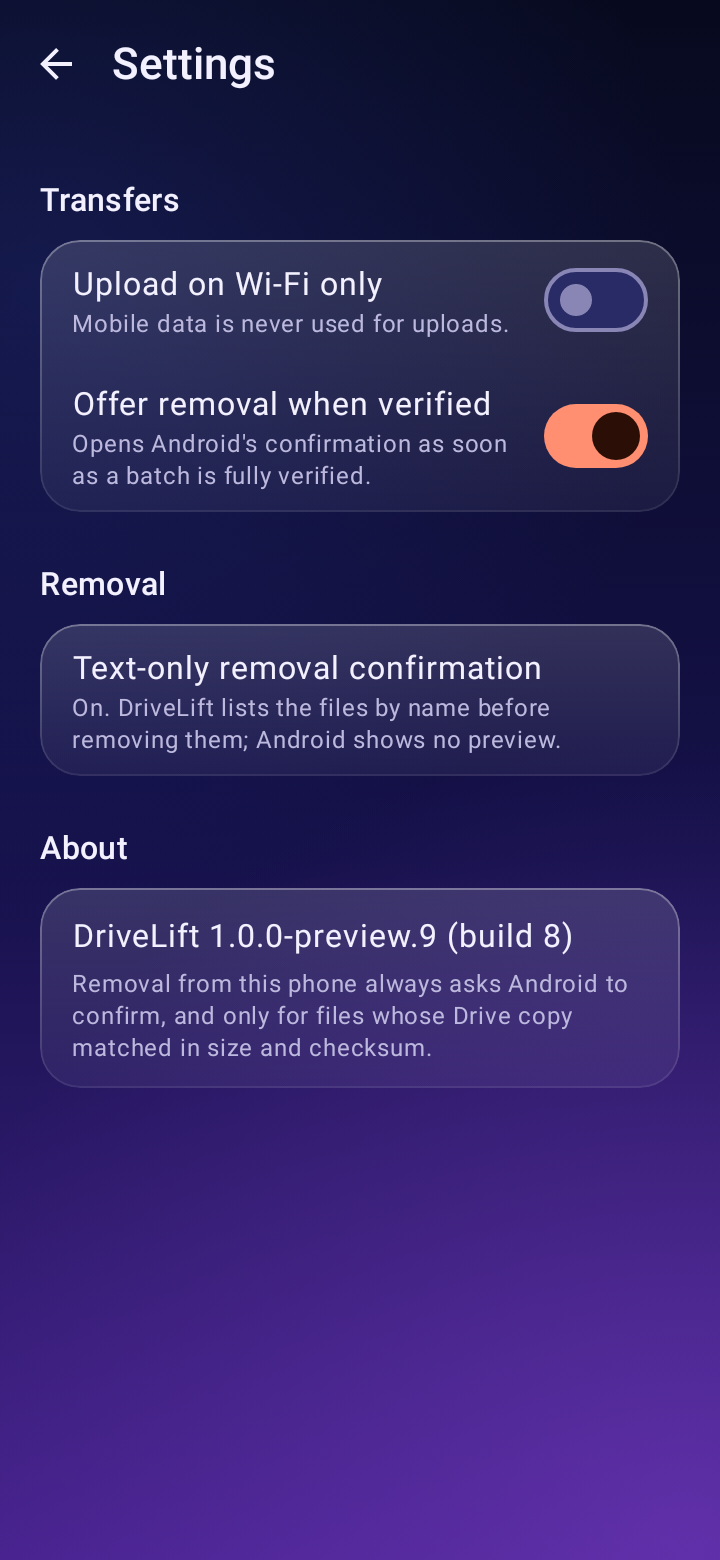 Settings
Transfers
Upload on Wi-Fi only
Mobile data is never used for uploads.
Offer removal when verified
Opens Android's confirmation as soon
as a batch is fully verified.
Removal
Text-only removal confirmation
On. DriveLift lists the files by name before
removing them; Android shows no preview.
About
DriveLift 1.0.0-preview.9 (build 8)
Removal from this phone always asks Android to
confirm, and only for files whose Drive copy
matched in size and checksum.